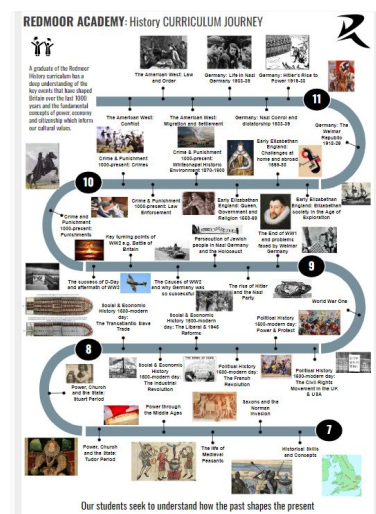 REDMOOR ACADEMY: History CURRICULUM JOURNEY
A graduate of the Redmoor
History curriculum has a
deep understanding of the
key events that have shaped
Britain over the last 1000
years and the fundamental
concepts of power, economy
and citizenship which inform
our cultural values.
The American West: Law
and Order
Germany: Life in Nazi
Germany 1933-39
Germany: Hitler's Rise to
Power 1919-33
11
The American West:
Conflict
The American West:
Migration and Settlement
Germany: Nazi Control and
dictatorship 1933-39
Germany: The
Weimar
Republic
1918-29
Crime & Punishment
1000-present: Crimes
Crime & Punishment
1000-present:
Whitechapel Historic
Environment 1870-1900
Early Elizabethan
England:
Challenges at
home and abroad
1569-88
10
Crime and
Punishment
1000-present:
Punishments
Crime & Punishment
1000-present: Law
Enforcement
Early Elizabethan
England: Queen,
Government and
Religion 1558-69
Early Elizabethan
England: Elizabethan
society in the Age of
Exploration
Key turning points of
WW2 e.g. Battle of
Britain
Persecution of Jewish
people in Nazi Germany
and the Holocaust
The End of WW1
and problems
faced by Weimar
Germany
9
The success of D-Day
and aftermath of WW2
The Causes of WW2
and why Germany was
so successful
The rise of Hitler
and the Nazi
Party
World War One
Social & Economic
History 1600-modern
day:
The Transatlantic Slave
Trade
Social & Economic
History 1600-modern
day: The Liberal & 1945
Reforms
Political History
1600-modern day:
Power & Protest
8
Power, Church
and the State:
Stuart Period
Social & Economic
History
1600-modern day:
The Industrial
Revolution
Political History
1600-modern day:
The French
Revolution
Political History
1600-modern day:
The Civil Rights
Movement in the UK
& USA
Power through
the Middle Ages
Saxons and the
Norman
Invasion
7
Power, Church
and the State:
Tudor Period
The life of
Medieval
Peasants
Historical Skills
and Concepts
Our students seek to understand how the past shapes the present